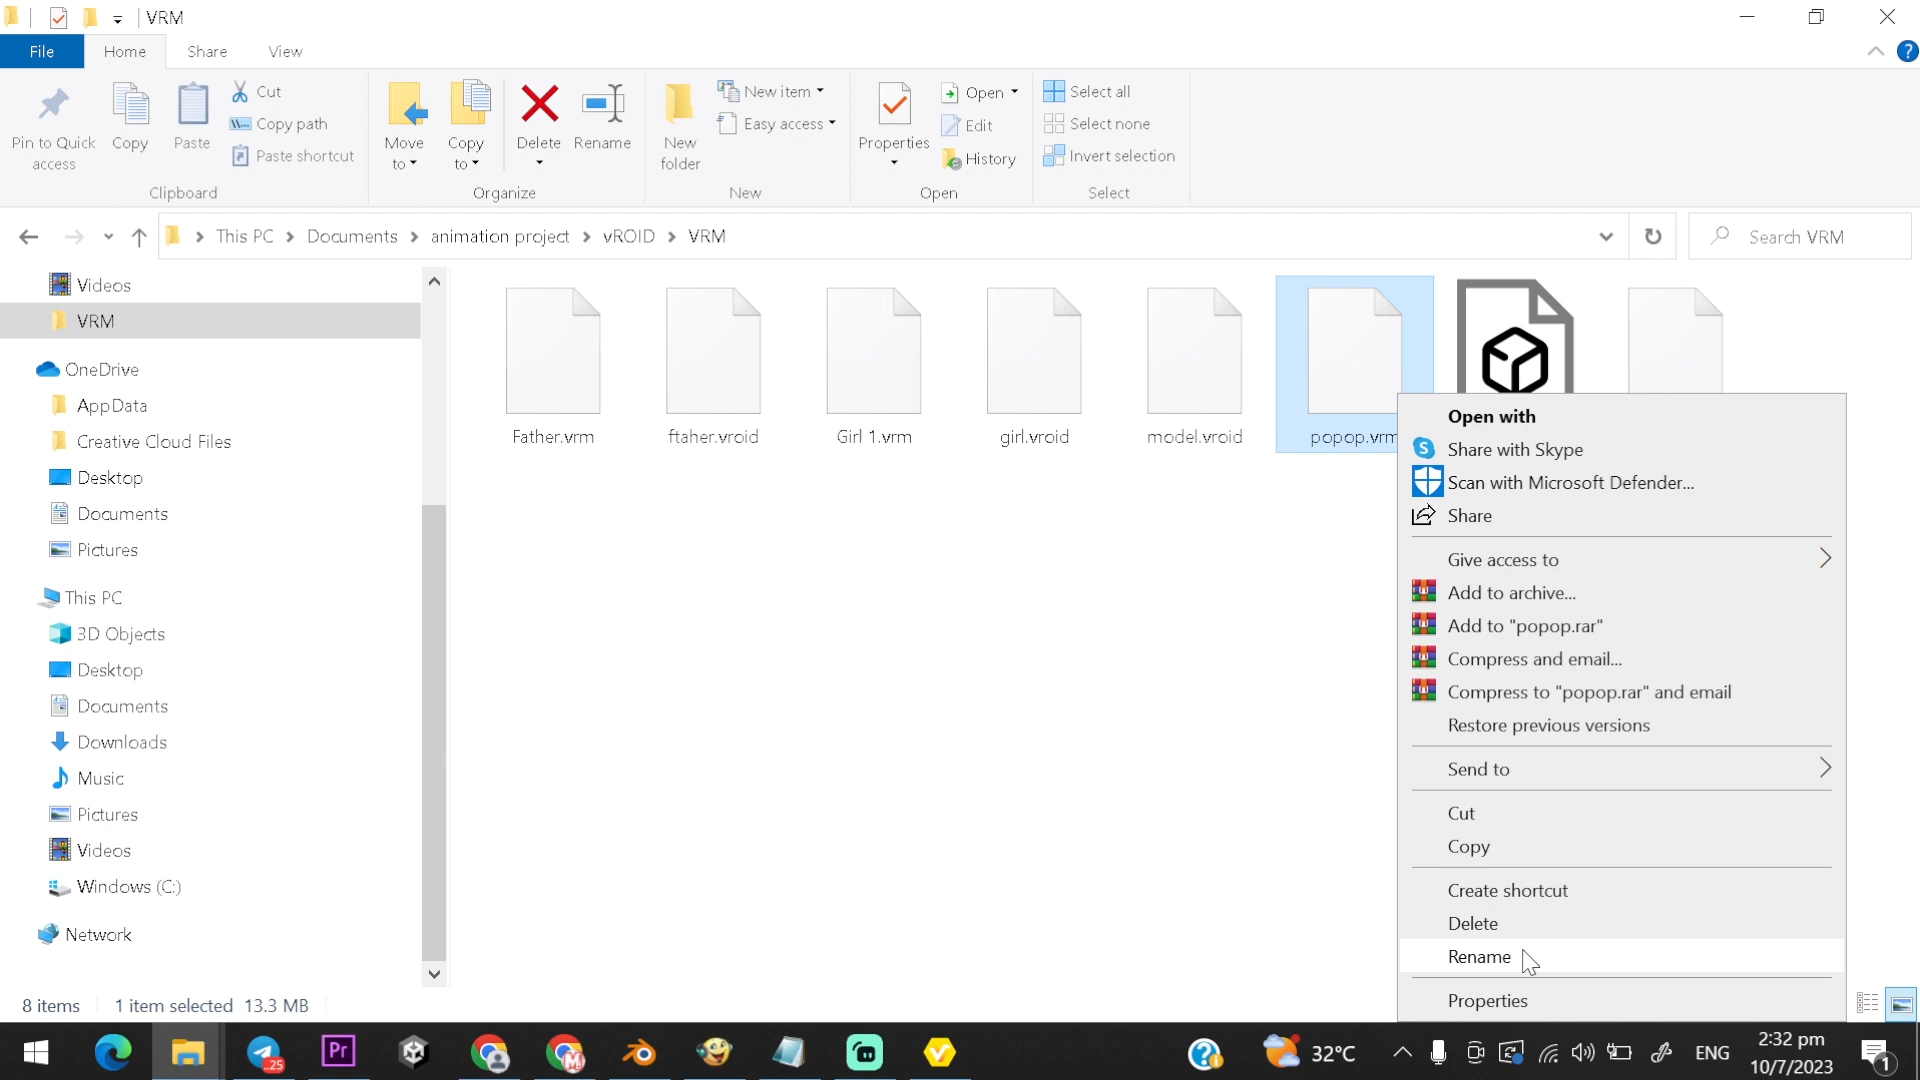 VRM
File Home Share View
Pin to Quick access
Copy
Paste
Cut
Copy path
Paste shortcut
Clipboard
Move to
Copy to
Delete
Rename
Organize
New folder
New item
Easy access
New
Properties
Open
Edit
History
Open
Select all
Select none
Invert selection
Select
This PC Documents animation project vROID VRM
Search VRM
Videos
VRM
OneDrive
AppData
Creative Cloud Files
Desktop
Documents
Pictures
This PC
3D Objects
Desktop
Documents
Downloads
Music
Pictures
Videos
Windows (C:)
Network
Father.vrm ftaher.vroid Girl 1.vrm girl.vroid model.vroid popop.vrm
Open with
Share with Skype
Scan with Microsoft Defender...
Share
Give access to
Add to archive...
Add to "popop.rar"
Compress and email...
Compress to "popop.rar" and email
Restore previous versions
Send to
Cut
Copy
Create shortcut
Delete
Rename
Properties
8 items 1 item selected 13.3 MB
..25
Pr
M
32°C
ENG
2:32 pm
10/7/2023
1